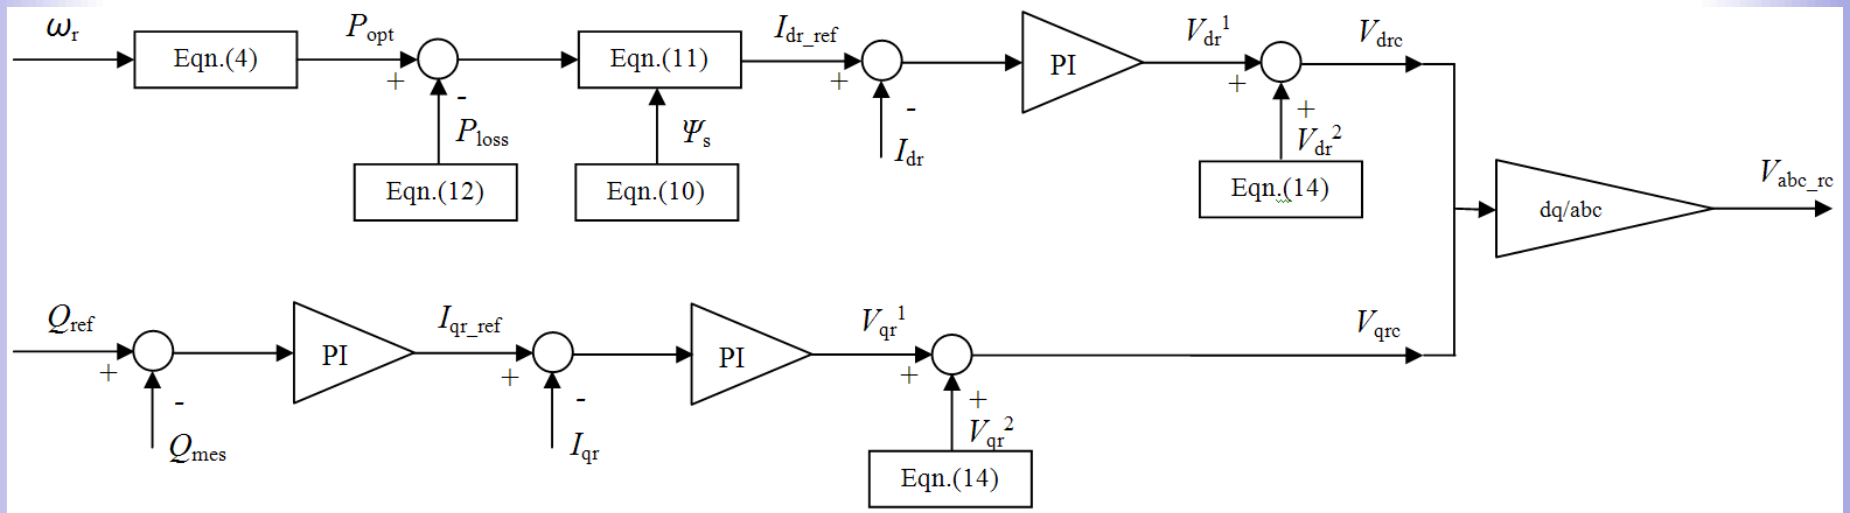 ωr
Eqn.(4)
Popt
+
-
Ploss
Eqn.(12)
Eqn.(11)
Ψs
Eqn.(10)
Idr_ref
+
-
Idr
PI
Vdr1
+
+
Vdr2
Eqn.(14)
Vdrc
dq/abc
Vabc_rc
Qref
+
-
Qmes
PI
Iqr_ref
+
-
Iqr
PI
Vqr1
+
+
Vqr2
Eqn.(14)
Vqrc